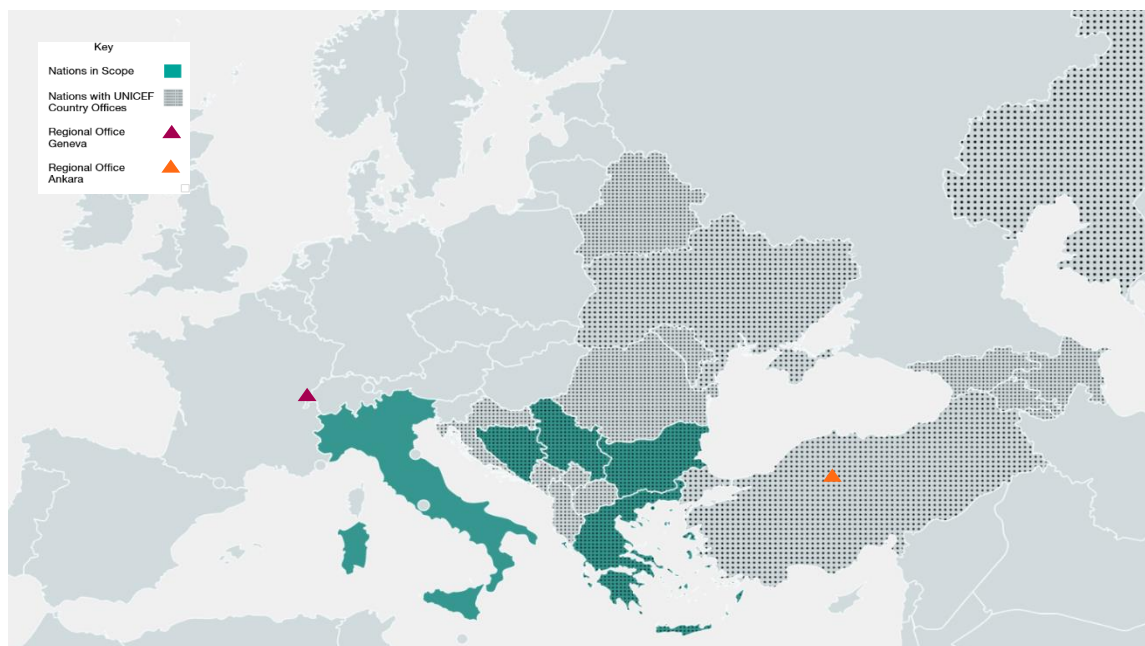 Key
Nations in Scope
Nations with UNICEF
Country Offices
Regional Office
Geneva
Regional Office
Ankara